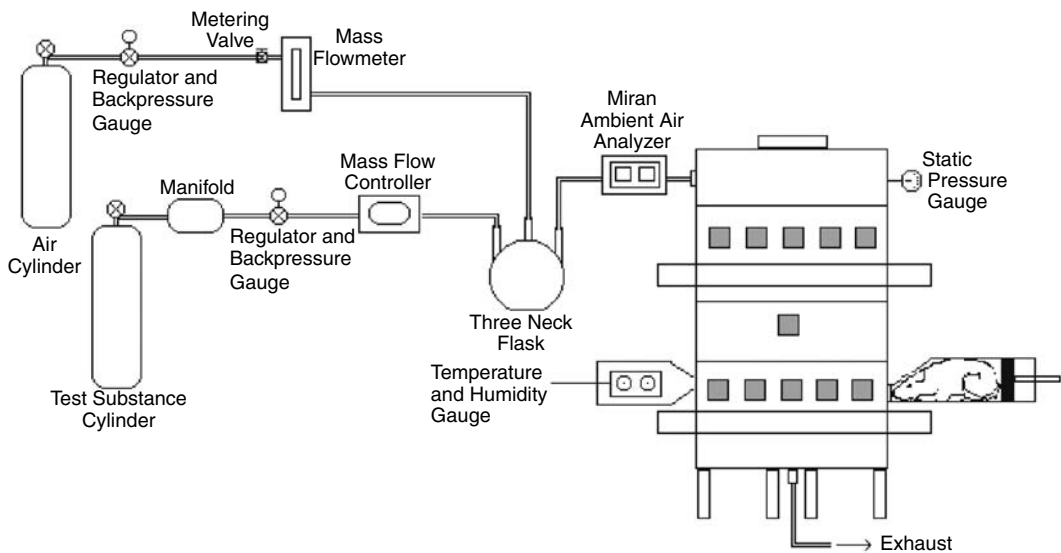 Metering
Valve
Mass
Flowmeter
Regulator and
Backpressure
Gauge
Air
Cylinder
Manifold
Mass Flow
Controller
Regulator and
Backpressure
Gauge
Test Substance
Cylinder
Three Neck
Flask
Miran
Ambient Air
Analyzer
Static
Pressure
Gauge
Temperature
and Humidity
Gauge
Exhaust